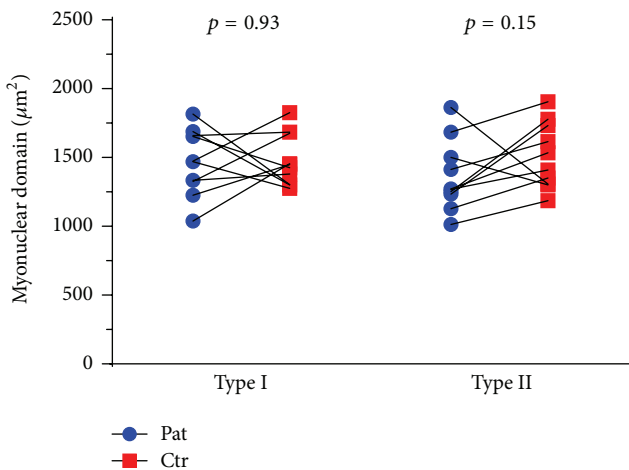 p = 0.93
p = 0.15
Myonuclear domain (μm²)
2500
2000
1500
1000
500
0
Type I
Type II
Pat
Ctr